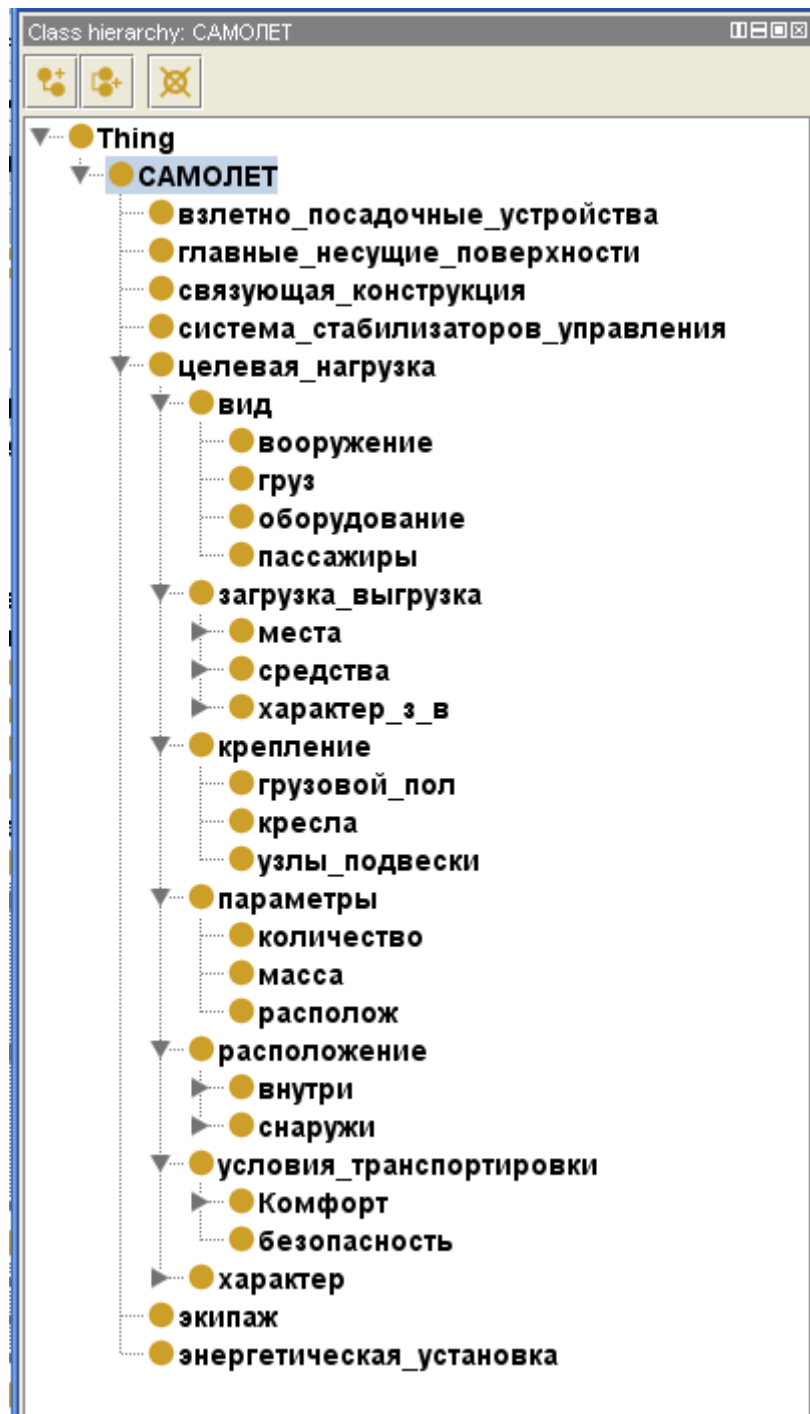 Class hierarchy: САМОЛЕТ
Thing
САМОЛЕТ
взлетно_посадочные_устройства
главные_несущие_поверхности
связующая_конструкция
система_стабилизаторов_управления
целевая_нагрузка
вид
вооружение
груз
оборудование
пассажиры
загрузка_выгрузка
места
средства
характер_з_в
крепление
грузовой_пол
кресла
узлы_подвески
параметры
количество
масса
располож
расположение
внутри
снаружи
условия_транспортировки
Комфорт
безопасность
характер
экипаж
энергетическая_установка